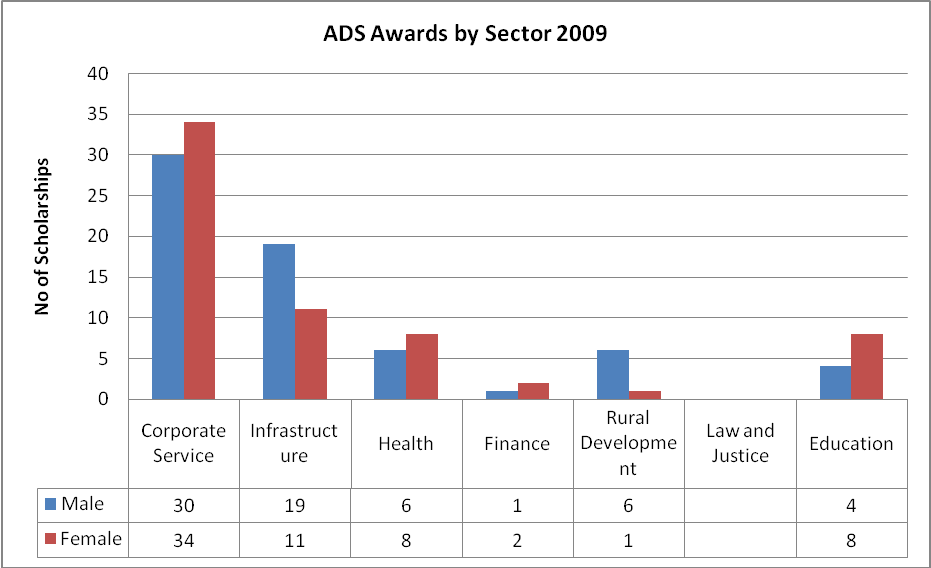 ADS Awards by Sector 2009
No of Scholarships
40
35
30
25
20
15
10
5
0
Corporate
Service
Infrastruct
ure
Health
Finance
Rural
Developme
nt
Law and
Justice
Education
Male 30 19 6 1 6 4
Female 34 11 8 2 1 8